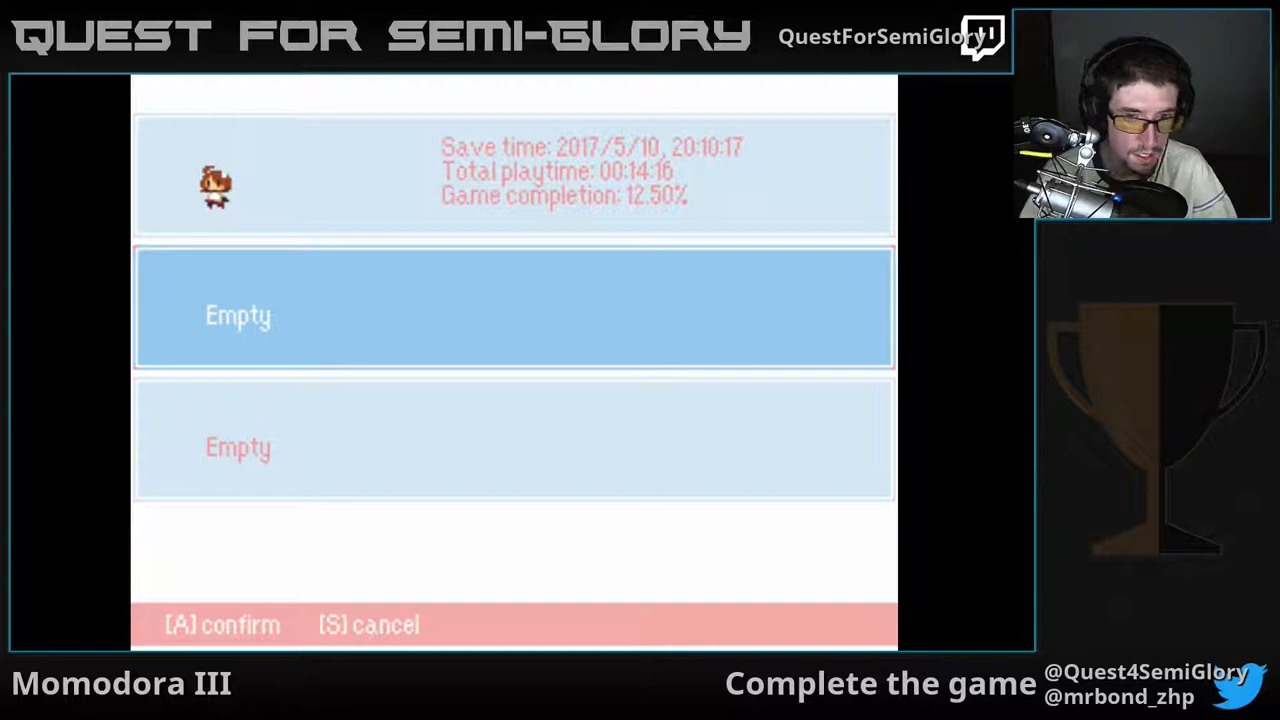 QUEST FOR SEMI-GLORY
QuestForSemiGlory
Save time: 2017/5/10, 20:10:17
Total playtime: 00:14:16
Game completion: 12.50%
Empty
Empty
[A] confirm [S] cancel
Momodora III
Complete the game
@Quest4SemiGlory
@mrbond_zhp